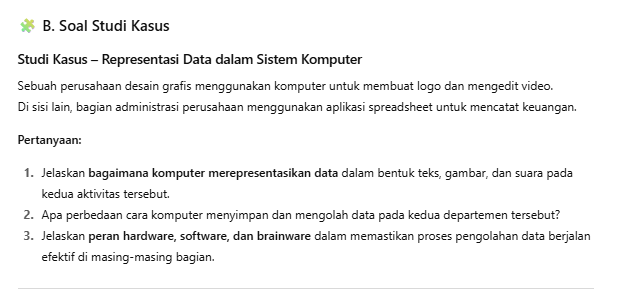 B. Soal Studi Kasus
Studi Kasus – Representasi Data dalam Sistem Komputer
Sebuah perusahaan desain grafis menggunakan komputer untuk membuat logo dan mengedit video.
Di sisi lain, bagian administrasi perusahaan menggunakan aplikasi spreadsheet untuk mencatat keuangan.
Pertanyaan:
1. Jelaskan bagaimana komputer merepresentasikan data dalam bentuk teks, gambar, dan suara pada
kedua aktivitas tersebut.
2. Apa perbedaan cara komputer menyimpan dan mengolah data pada kedua departemen tersebut?
3. Jelaskan peran hardware, software, dan brainware dalam memastikan proses pengolahan data berjalan
efektif di masing-masing bagian.